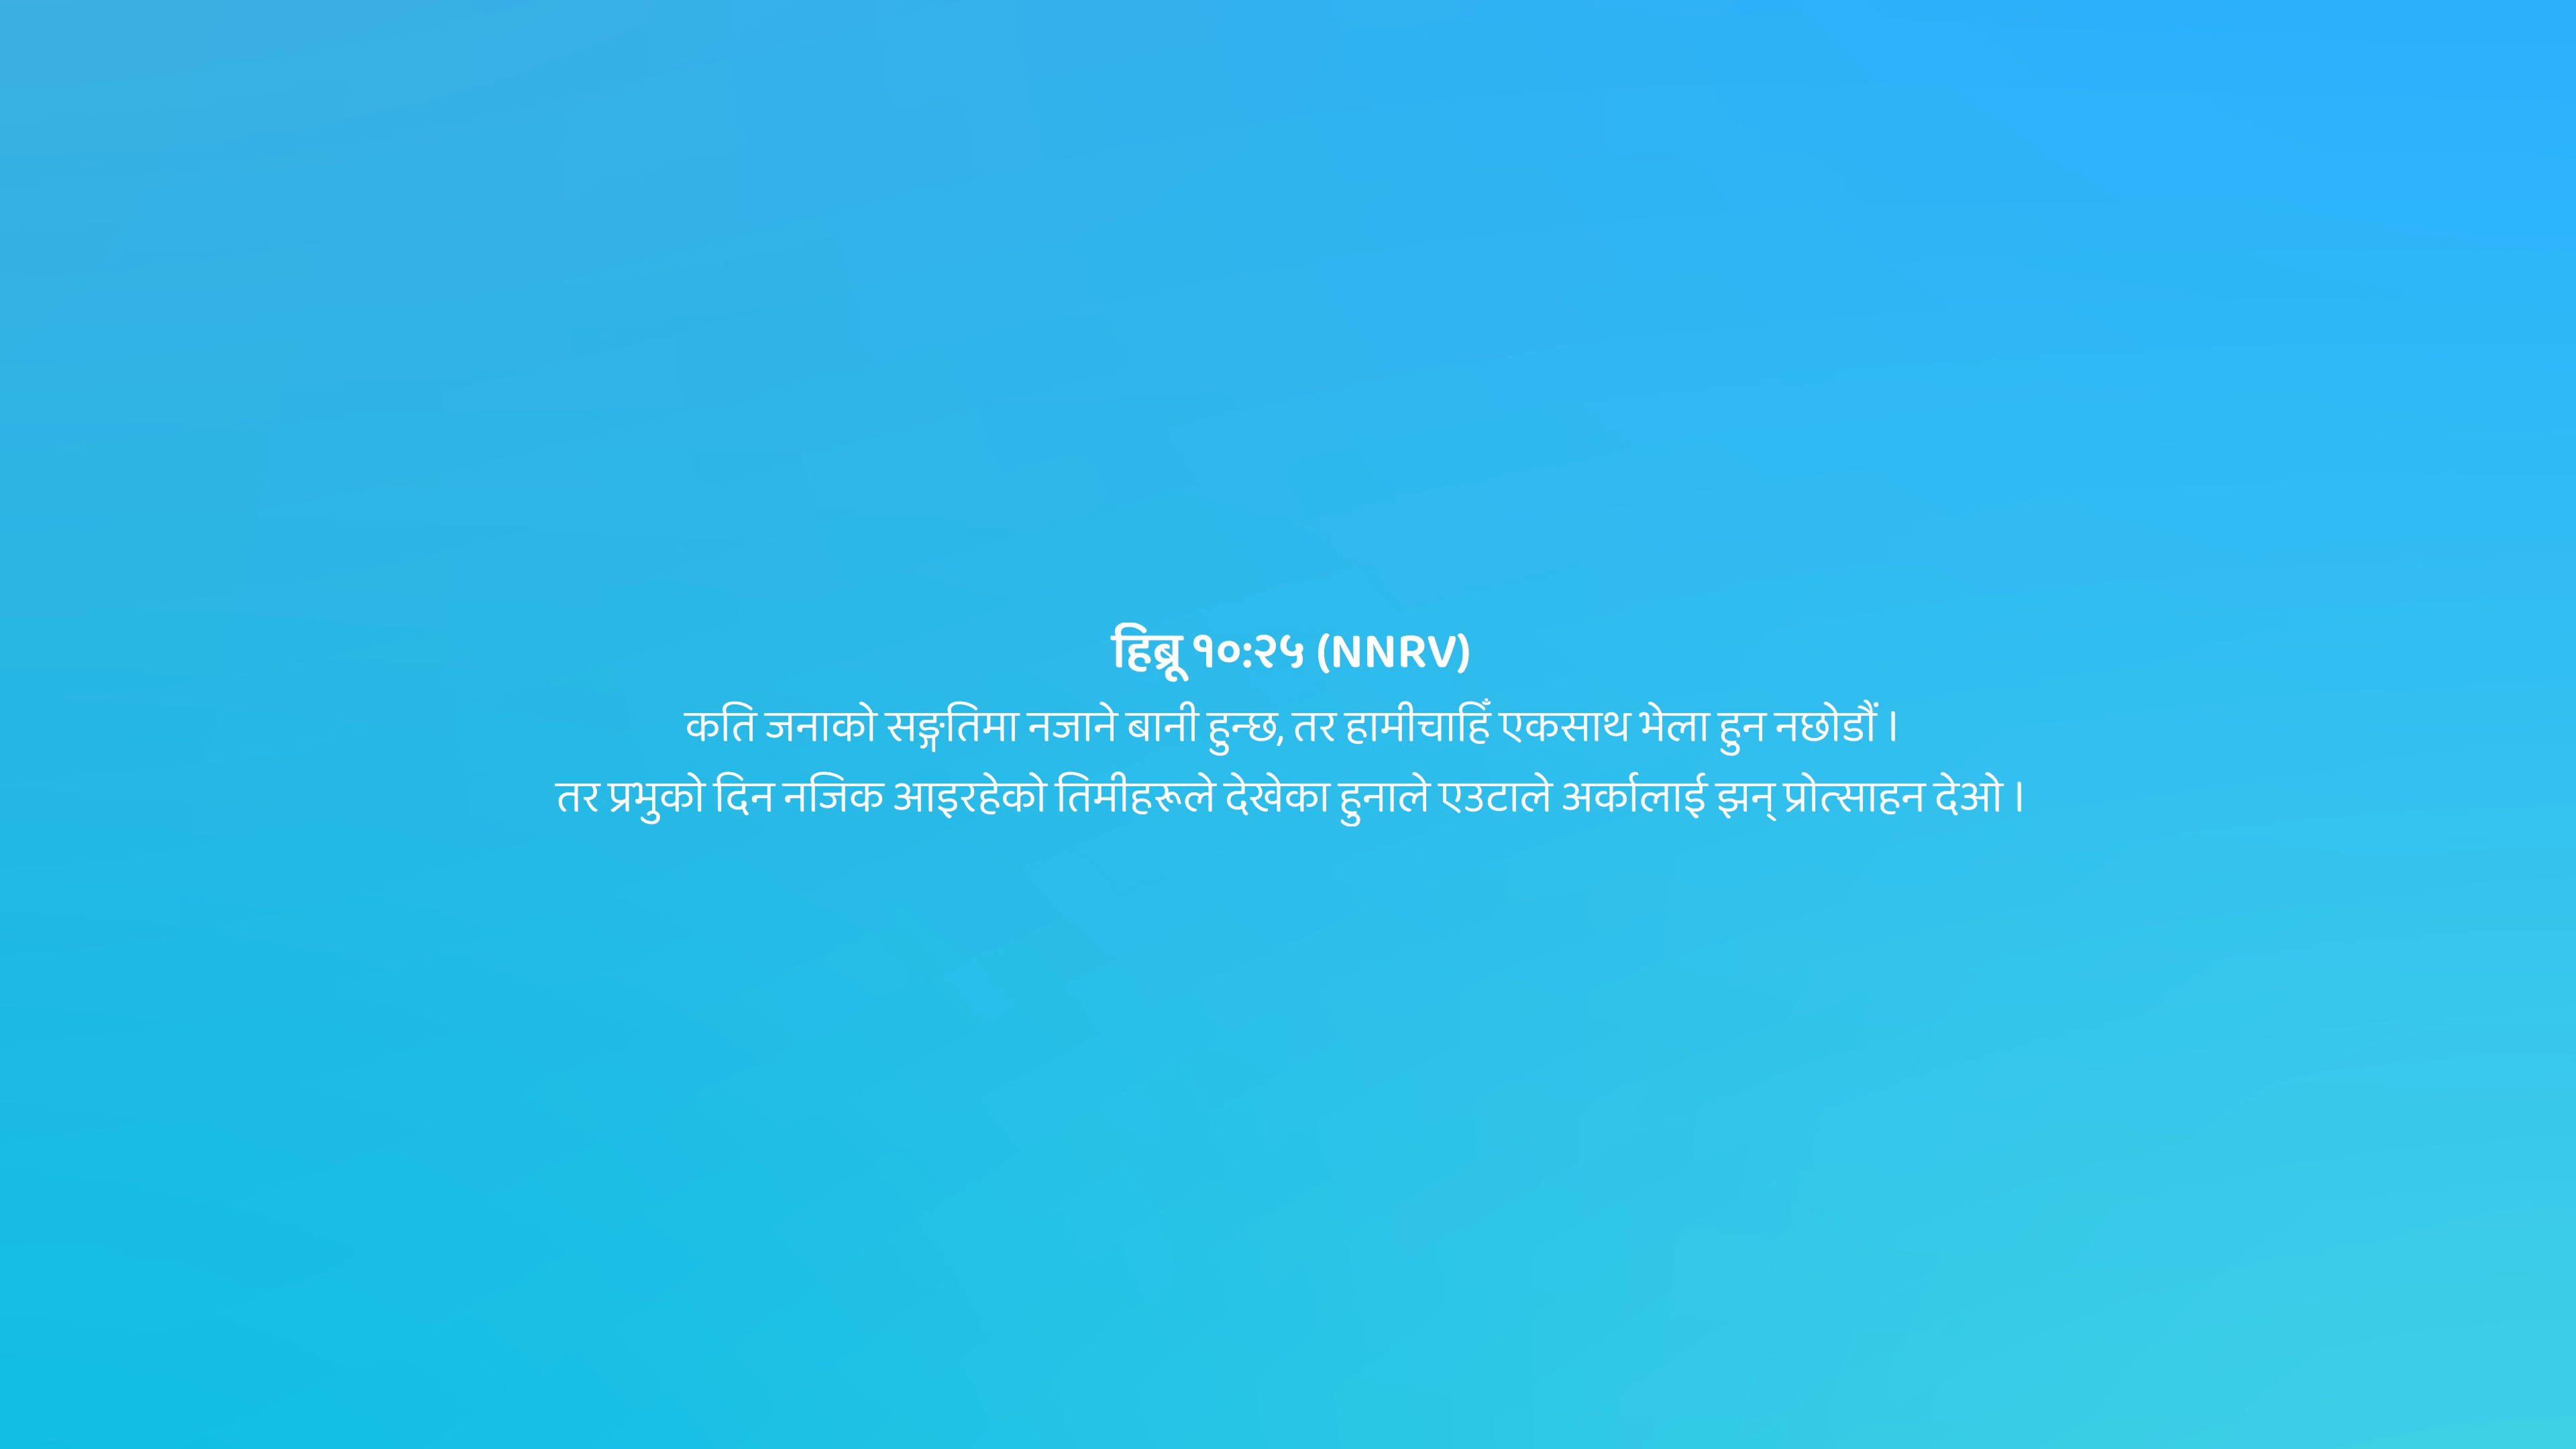 हिब्रू १०:२५ (NNRV)
कति जनाको सङ्गतिमा नजाने बानी हुन्छ, तर हामीचाहिँ एकसाथ भेला हुन नछोडौं ।
तर प्रभुको दिन नजिक आइरहेको तिमीहरूले देखेका हुनाले एउटाले अर्कालाई झन् प्रोत्साहन देओ ।